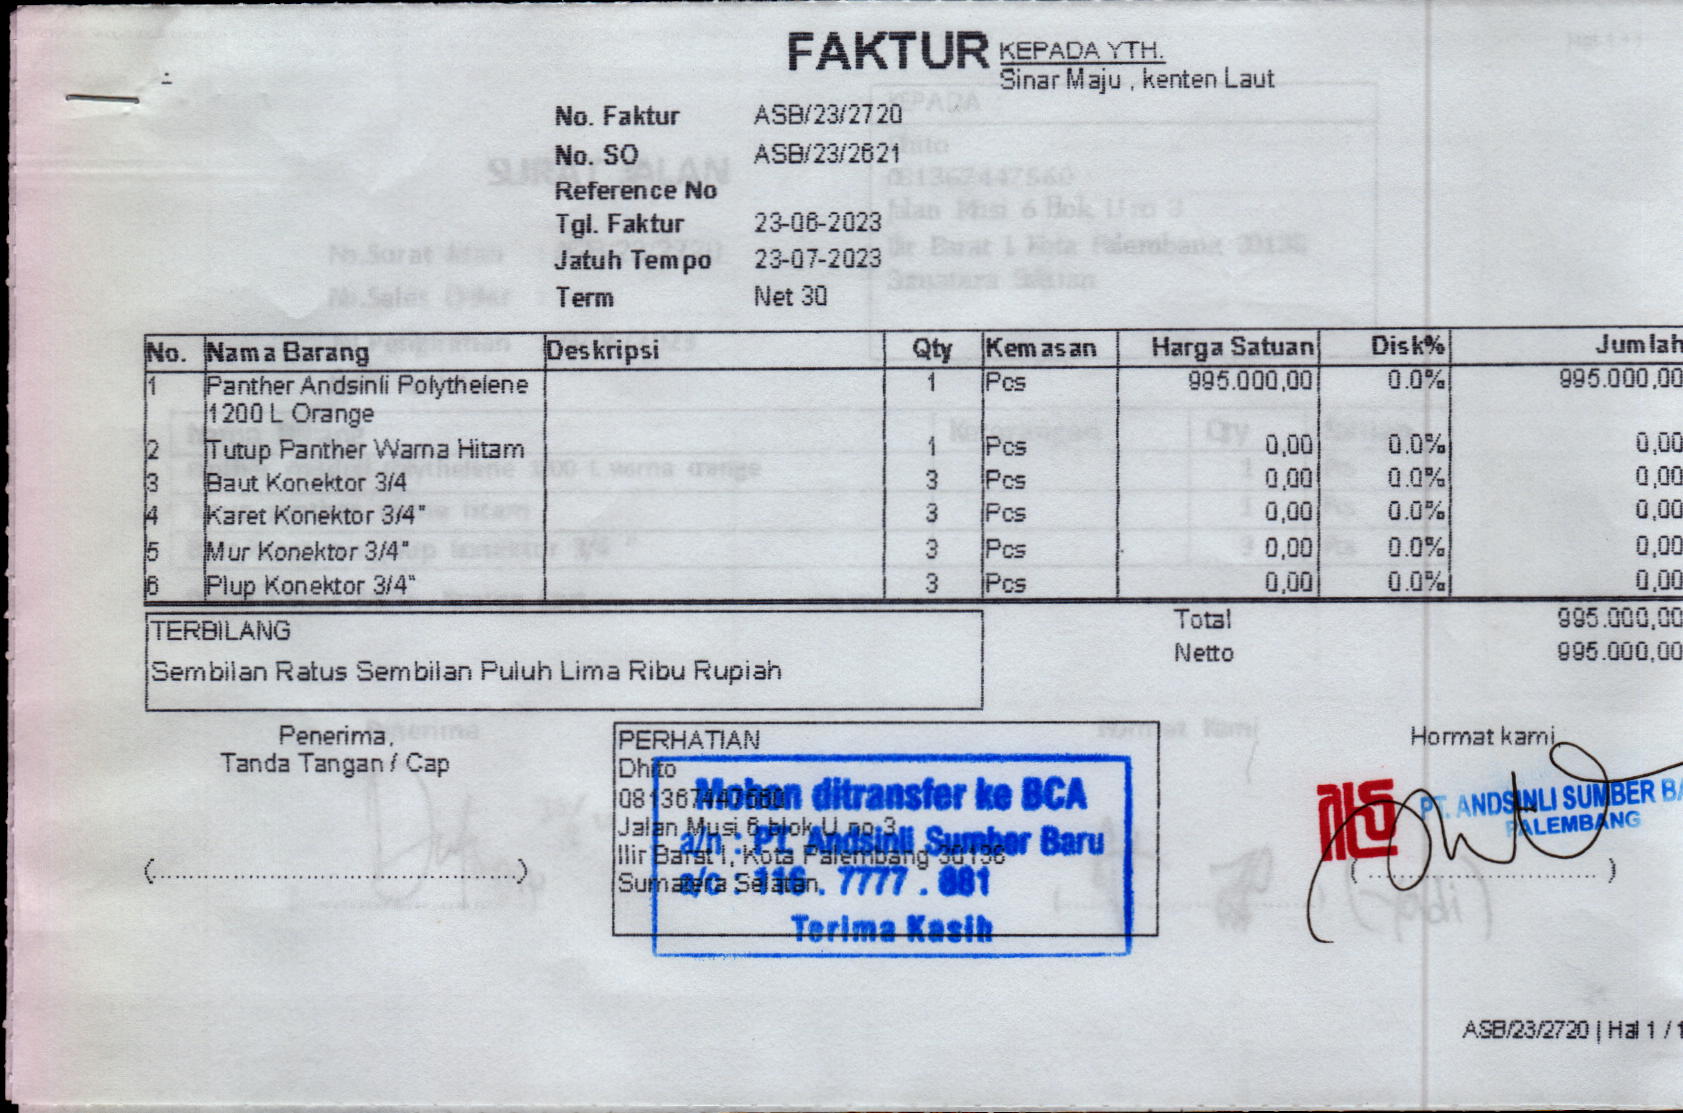 FAKTUR
KEPADA YTH.
Sinar Maju , kenten Laut
No. Faktur ASB/23/2720
No. SO ASB/23/2621
Reference No
Tgl. Faktur 23-06-2023
Jatuh Tempo 23-07-2023
Term Net 30
No. Nama Barang Deskripsi Qty Kemasan Harga Satuan Disk% Jumlah
1 Panther Andsinli Polythelene 1 Pcs 995.000,00 0.0% 995.000,00
1200 L Orange
2 Tutup Panther Warna Hitam 1 Pcs 0,00 0.0% 0,00
3 Baut Konektor 3/4 3 Pcs 0,00 0.0% 0,00
4 Karet Konektor 3/4" 3 Pcs 0,00 0.0% 0,00
5 Mur Konektor 3/4" 3 Pcs 0,00 0.0% 0,00
6 Plup Konektor 3/4" 3 Pcs 0,00 0.0% 0,00
Total 995.000,00
Netto 995.000,00
TERBILANG
Sembilan Ratus Sembilan Puluh Lima Ribu Rupiah
Penerima,
Tanda Tangan / Cap
(..............................................)
PERHATIAN
Dhito
081367447560
Jalan Musi 6 blok U no 3
Ilir Barat I, Kota Palembang 30136
Sumatera Selatan
Mohon ditransfer ke BCA
a/n : PT. Andsinli Sumber Baru
a/c : 116 . 7777 . 881
Terima Kasih
Hormat kami
PT. ANDSINLI SUMBER BA
PALEMBANG
(..............................)
ASB/23/2720 | Hal 1 / 1